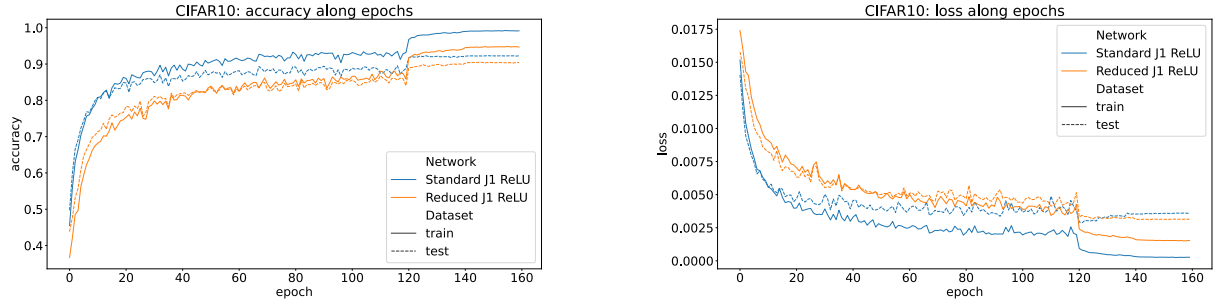 CIFAR10: accuracy along epochs
1.0
0.9
0.8
0.7
0.6
0.5
0.4
accuracy
0 20 40 60 80 100 120 140 160
epoch
Network
Standard J1 ReLU
Reduced J1 ReLU
Dataset
train
test
CIFAR10: loss along epochs
0.0175
0.0150
0.0125
0.0100
0.0075
0.0050
0.0025
0.0000
loss
0 20 40 60 80 100 120 140 160
epoch
Network
Standard J1 ReLU
Reduced J1 ReLU
Dataset
train
test